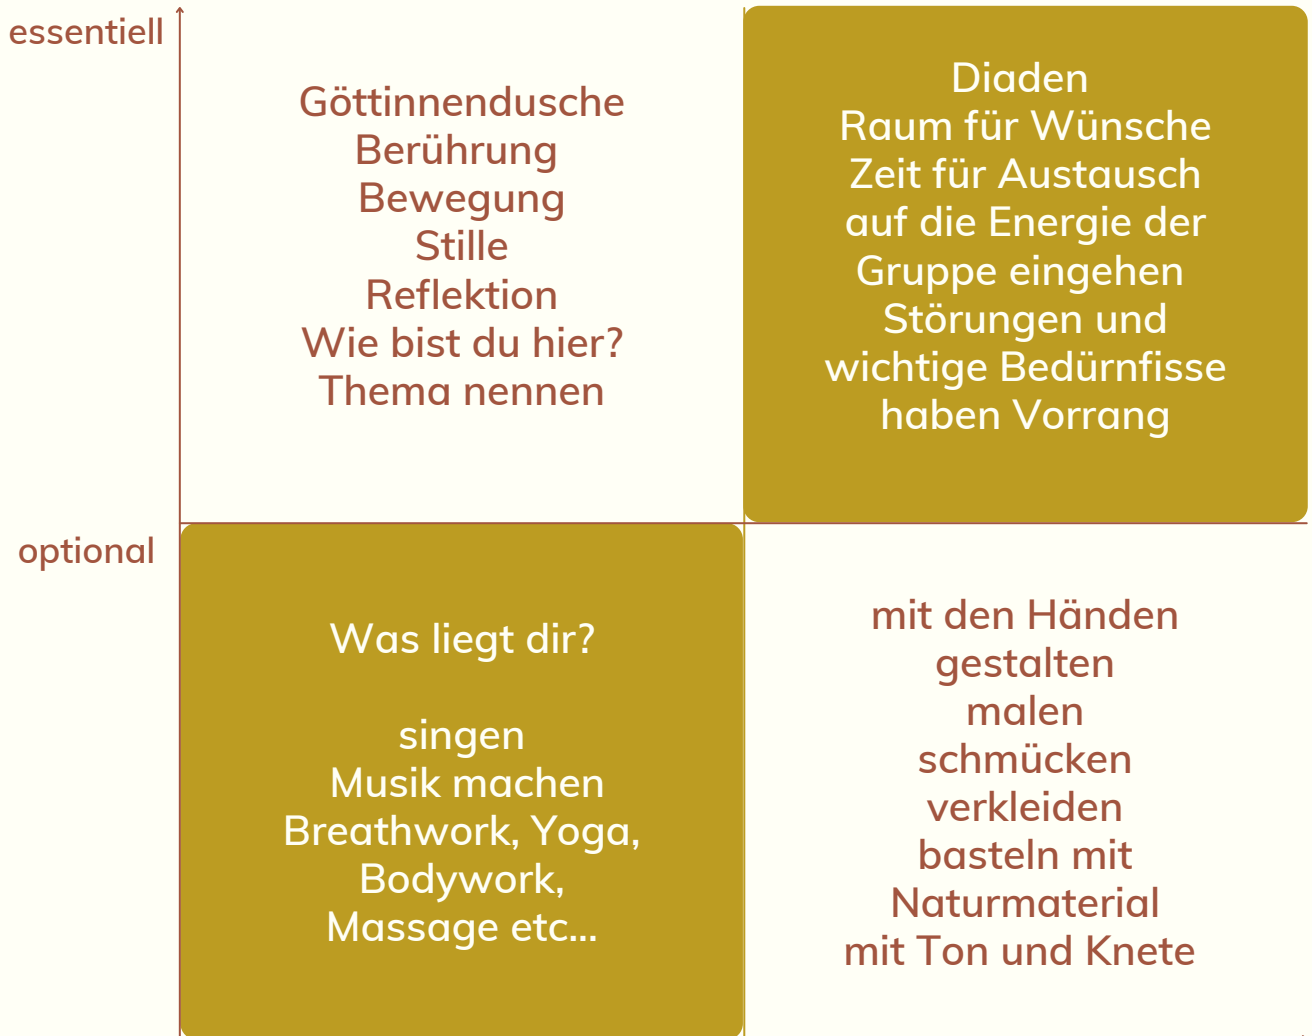 essentiell
Göttinnendusche
Berührung
Bewegung
Stille
Reflektion
Wie bist du hier?
Thema nennen
Diaden
Raum für Wünsche
Zeit für Austausch
auf die Energie der
Gruppe eingehen
Störungen und
wichtige Bedürnfisse
haben Vorrang
optional
Was liegt dir?
singen
Musik machen
Breathwork, Yoga,
Bodywork,
Massage etc...
mit den Händen
gestalten
malen
schmücken
verkleiden
basteln mit
Naturmaterial
mit Ton und Knete